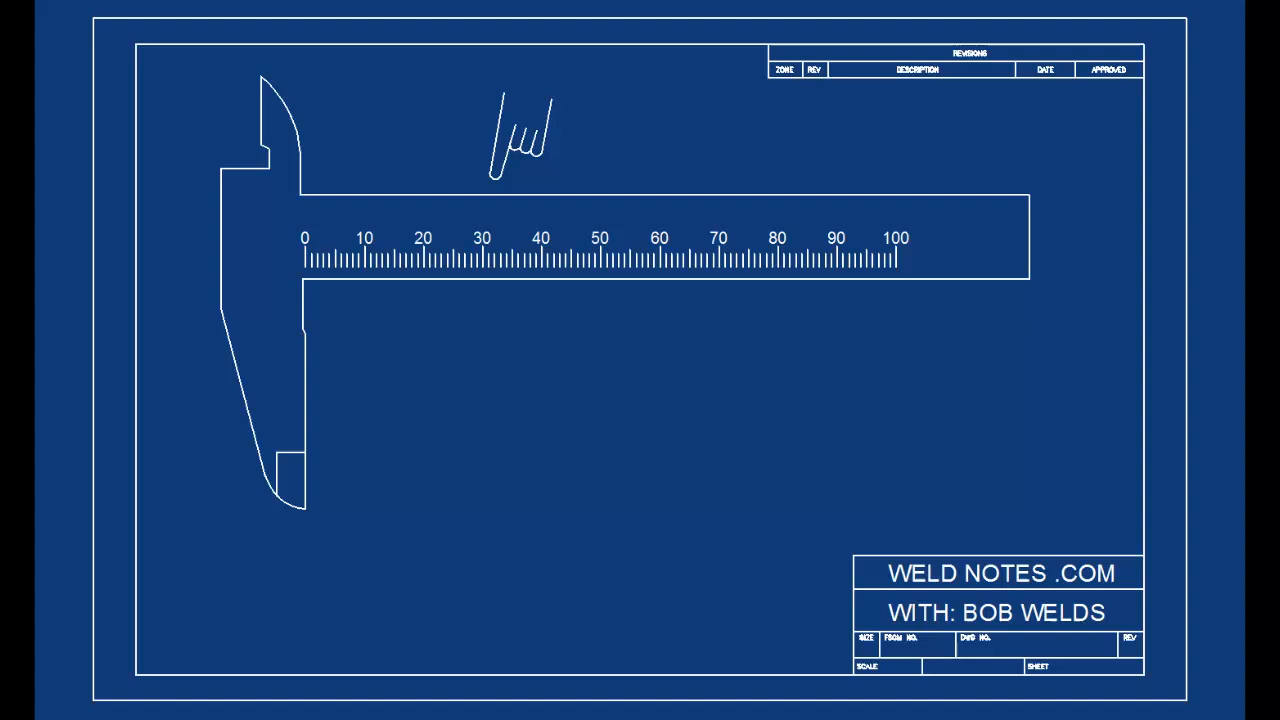 REVISIONS
ZONE REV DESCRIPTION DATE APPROVED
0 10 20 30 40 50 60 70 80 90 100
WELD NOTES .COM
WITH: BOB WELDS
SIZE FSCM NO. DWG NO. REV
SCALE SHEET